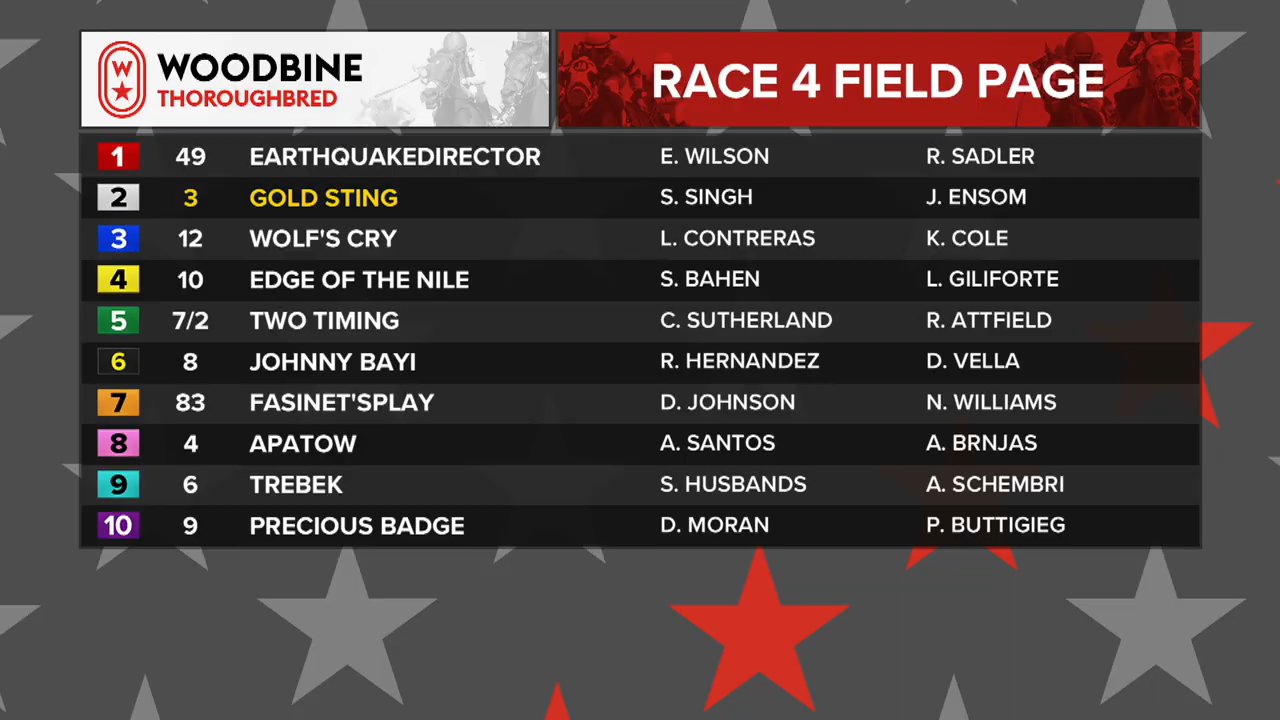 W WOODBINE
THOROUGHBRED
RACE 4 FIELD PAGE
1 49 EARTHQUAKEDIRECTOR E. WILSON R. SADLER
2 3 GOLD STING S. SINGH J. ENSOM
3 12 WOLF'S CRY L. CONTRERAS K. COLE
4 10 EDGE OF THE NILE S. BAHEN L. GILIFORTE
5 7/2 TWO TIMING C. SUTHERLAND R. ATTFIELD
6 8 JOHNNY BAYI R. HERNANDEZ D. VELLA
7 83 FASINET'SPLAY D. JOHNSON N. WILLIAMS
8 4 APATOW A. SANTOS A. BRNJAS
9 6 TREBEK S. HUSBANDS A. SCHEMBRI
10 9 PRECIOUS BADGE D. MORAN P. BUTTIGIEG